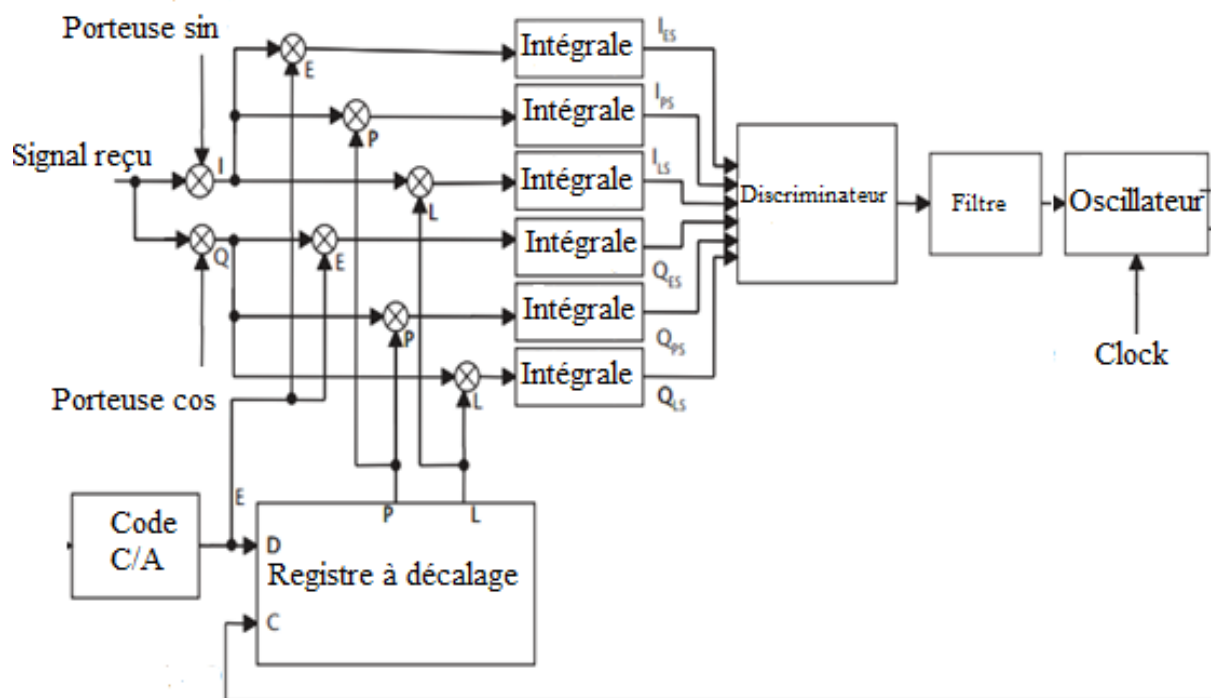 Porteuse sin
E
Intégrale
I_ES
P
Intégrale
I_PS
Signal reçu
I
L
Intégrale
I_LS
Discriminateur
Filtre
Oscillateur
Q
E
Intégrale
Q_ES
P
Intégrale
Q_PS
Clock
L
Intégrale
Q_LS
Porteuse cos
E
Code
C/A
P
L
D
Registre à décalage
C